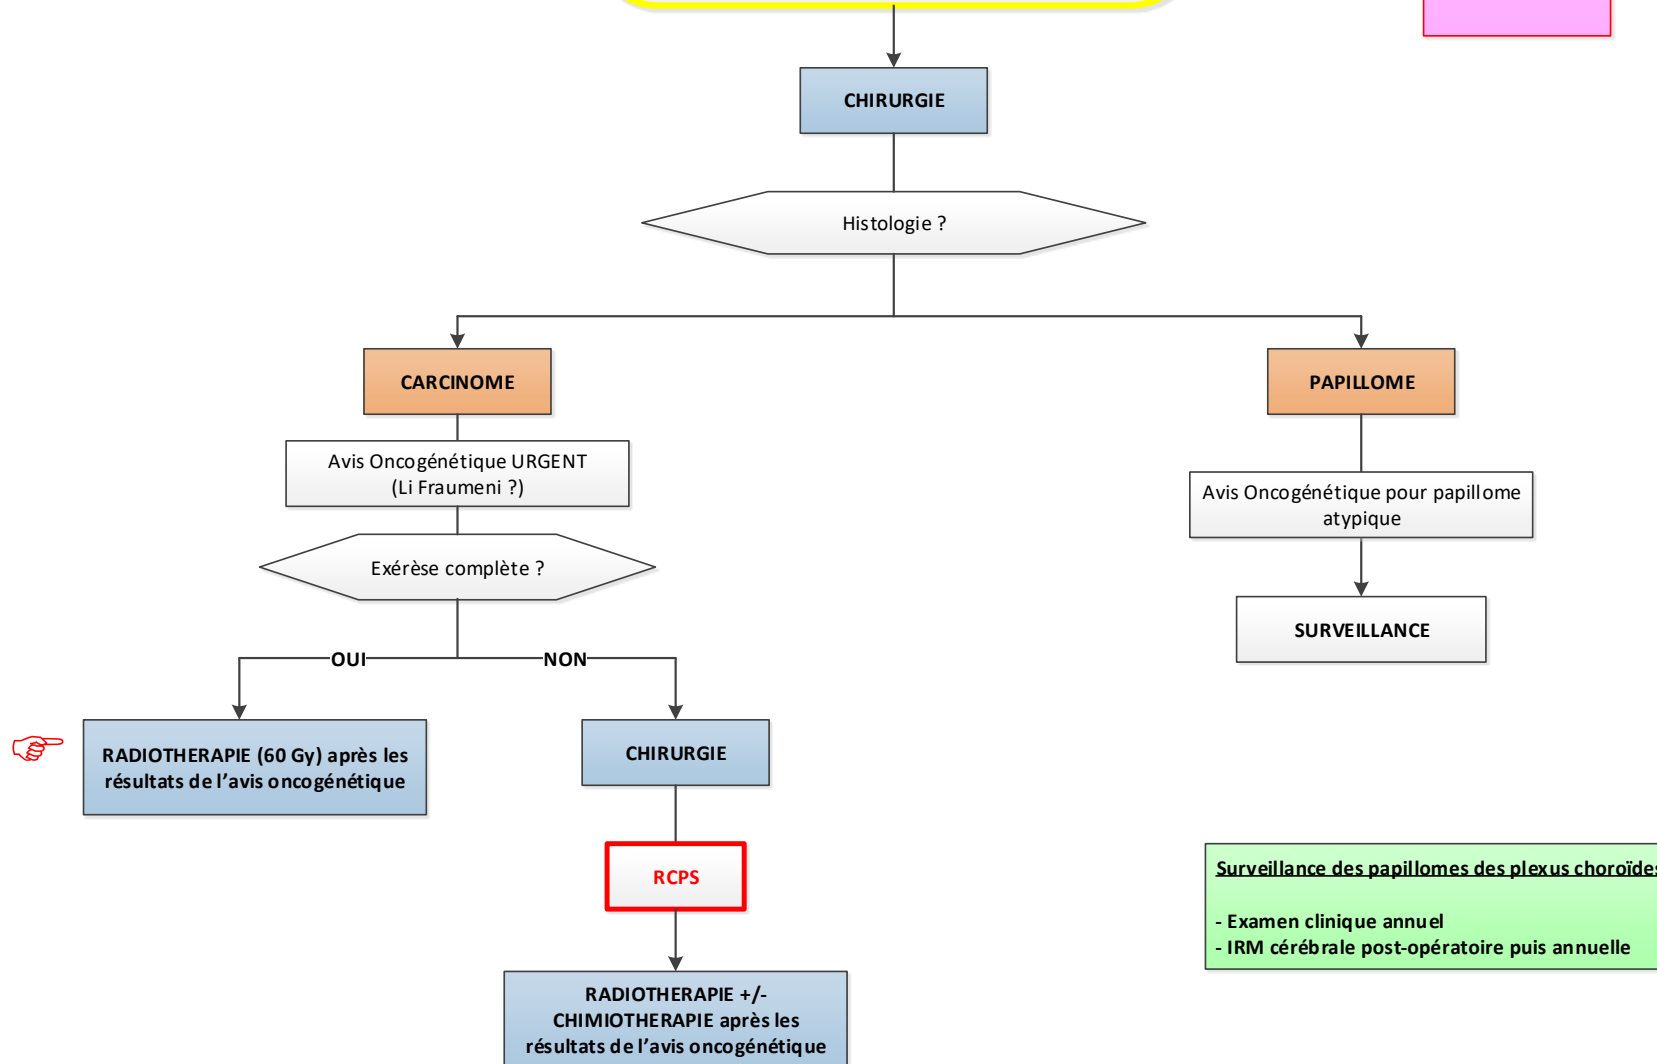 CHIRURGIE
Histologie ?
CARCINOME
PAPILLOME
Avis Oncogénétique URGENT
(Li Fraumeni ?)
Avis Oncogénétique pour papillome
atypique
Exérèse complète ?
SURVEILLANCE
OUI
NON
RADIOTHERAPIE (60 Gy) après les
résultats de l’avis oncogénétique
CHIRURGIE
RCPS
Surveillance des papillomes des plexus choroïdes
- Examen clinique annuel
- IRM cérébrale post-opératoire puis annuelle
RADIOTHERAPIE +/-
CHIMIOTHERAPIE après les
résultats de l’avis oncogénétique